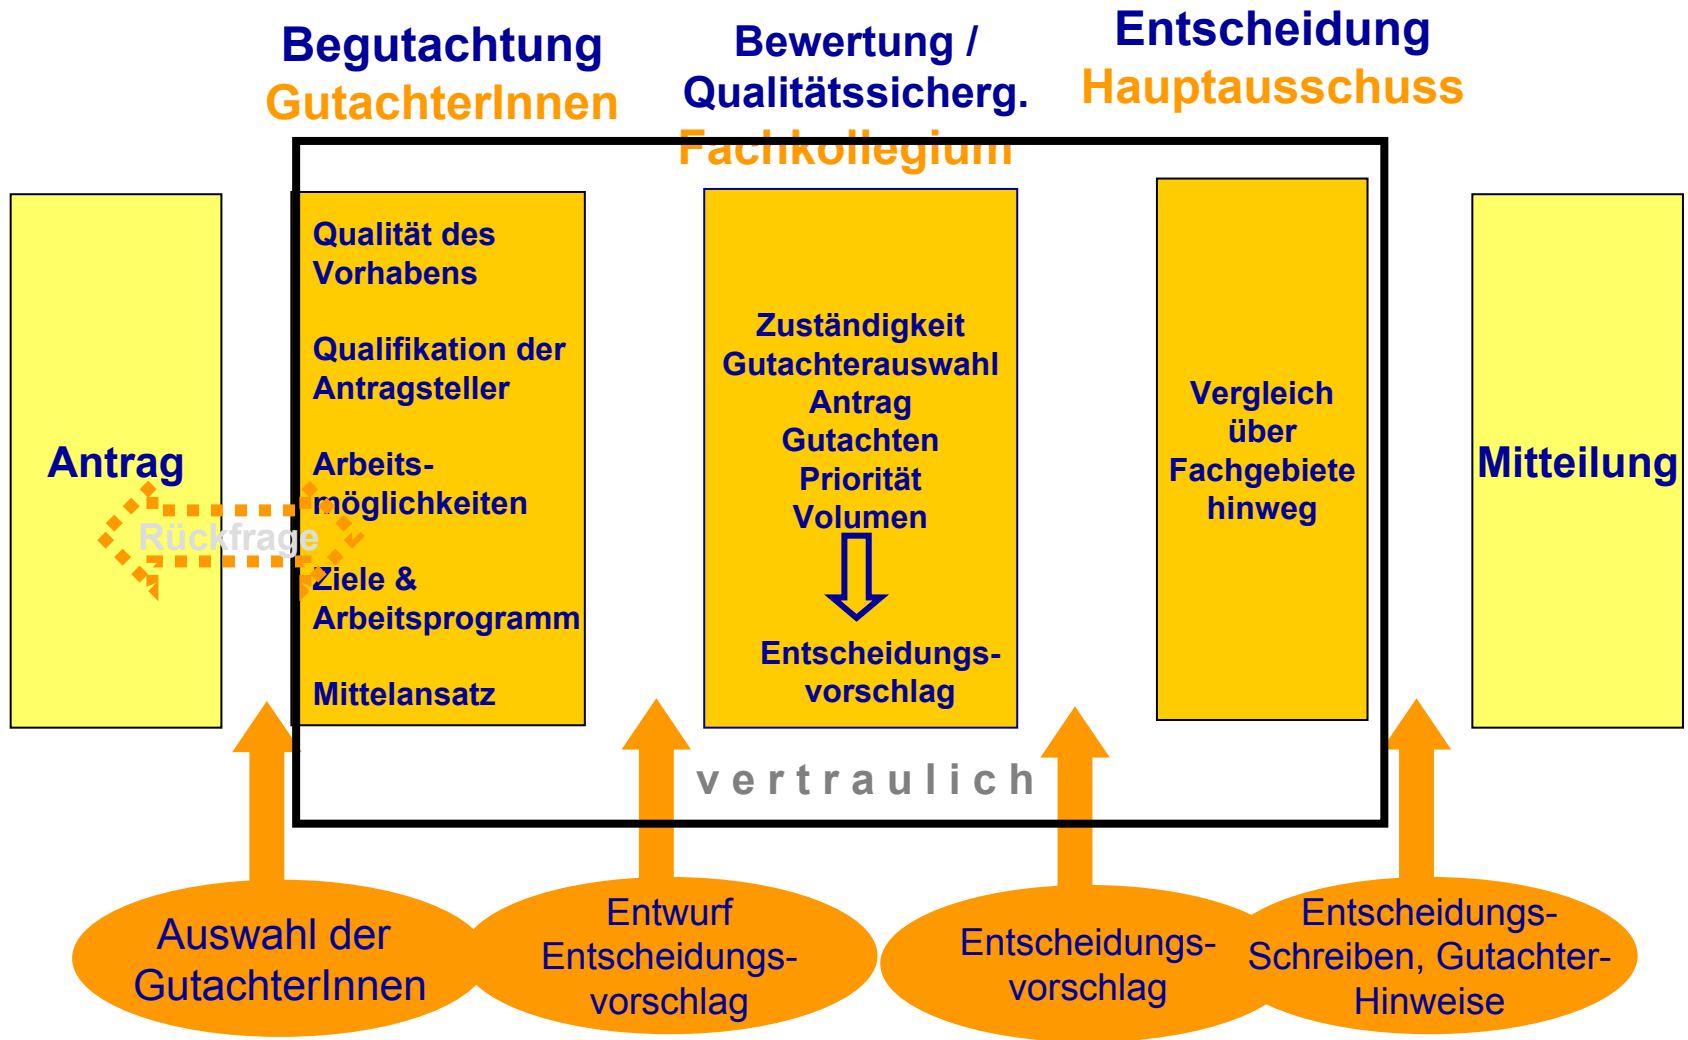 Begutachtung
GutachterInnen
Bewertung /
Qualitätssicherg.
Fachkollegium
Entscheidung
Hauptausschuss
Antrag
Rückfrage
Qualität des
Vorhabens
Qualifikation der
Antragsteller
Arbeits-
möglichkeiten
Ziele &
Arbeitsprogramm
Mittelansatz
Zuständigkeit
Gutachterauswahl
Antrag
Gutachten
Priorität
Volumen
Entscheidungs-
vorschlag
Vergleich
über
Fachgebiete
hinweg
Mitteilung
vertraulich
Auswahl der
GutachterInnen
Entwurf
Entscheidungs-
vorschlag
Entscheidungs-
vorschlag
Entscheidungs-
Schreiben, Gutachter-
Hinweise